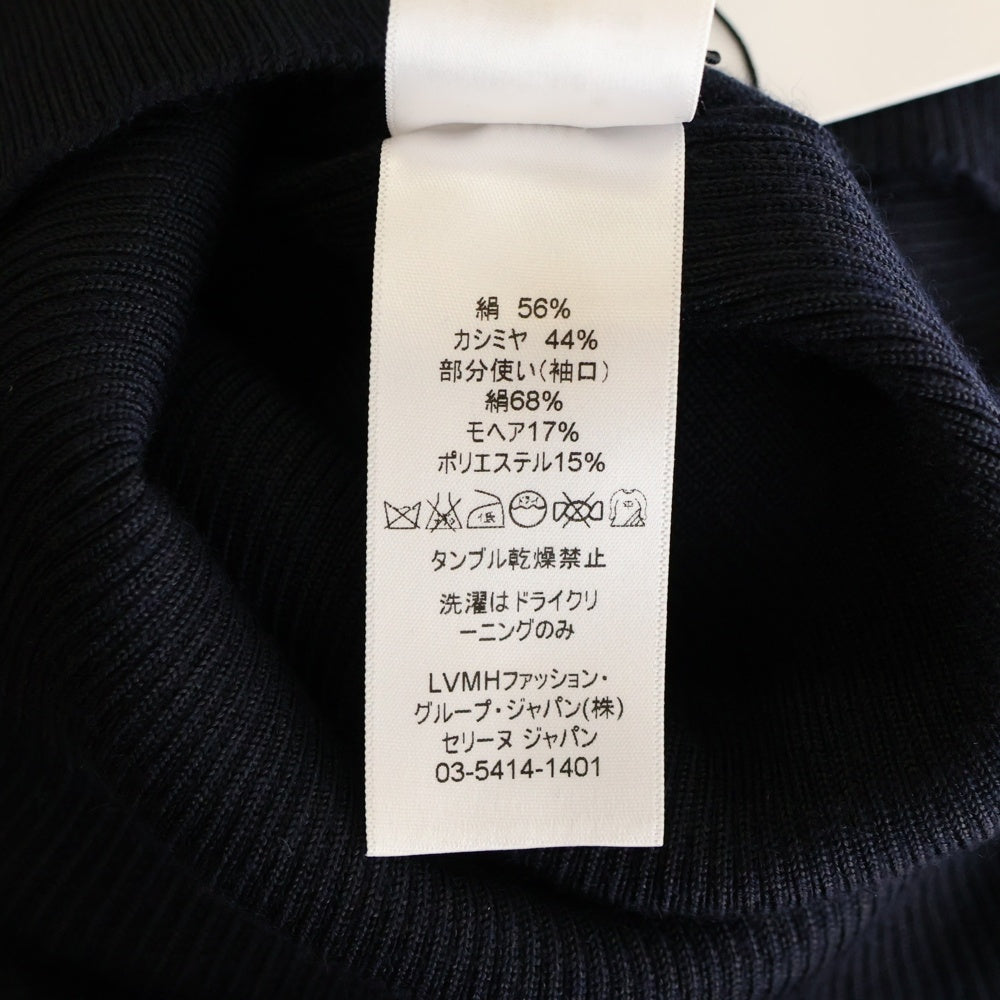 絹 56%
カシミヤ 44%
部分使い(袖口)
絹68%
モヘア17%
ポリエステル15%
低
タンブル乾燥禁止
洗濯はドライクリ
ーニングのみ
LVMHファッション・
グループ・ジャパン(株)
セリーヌ ジャパン
03-5414-1401